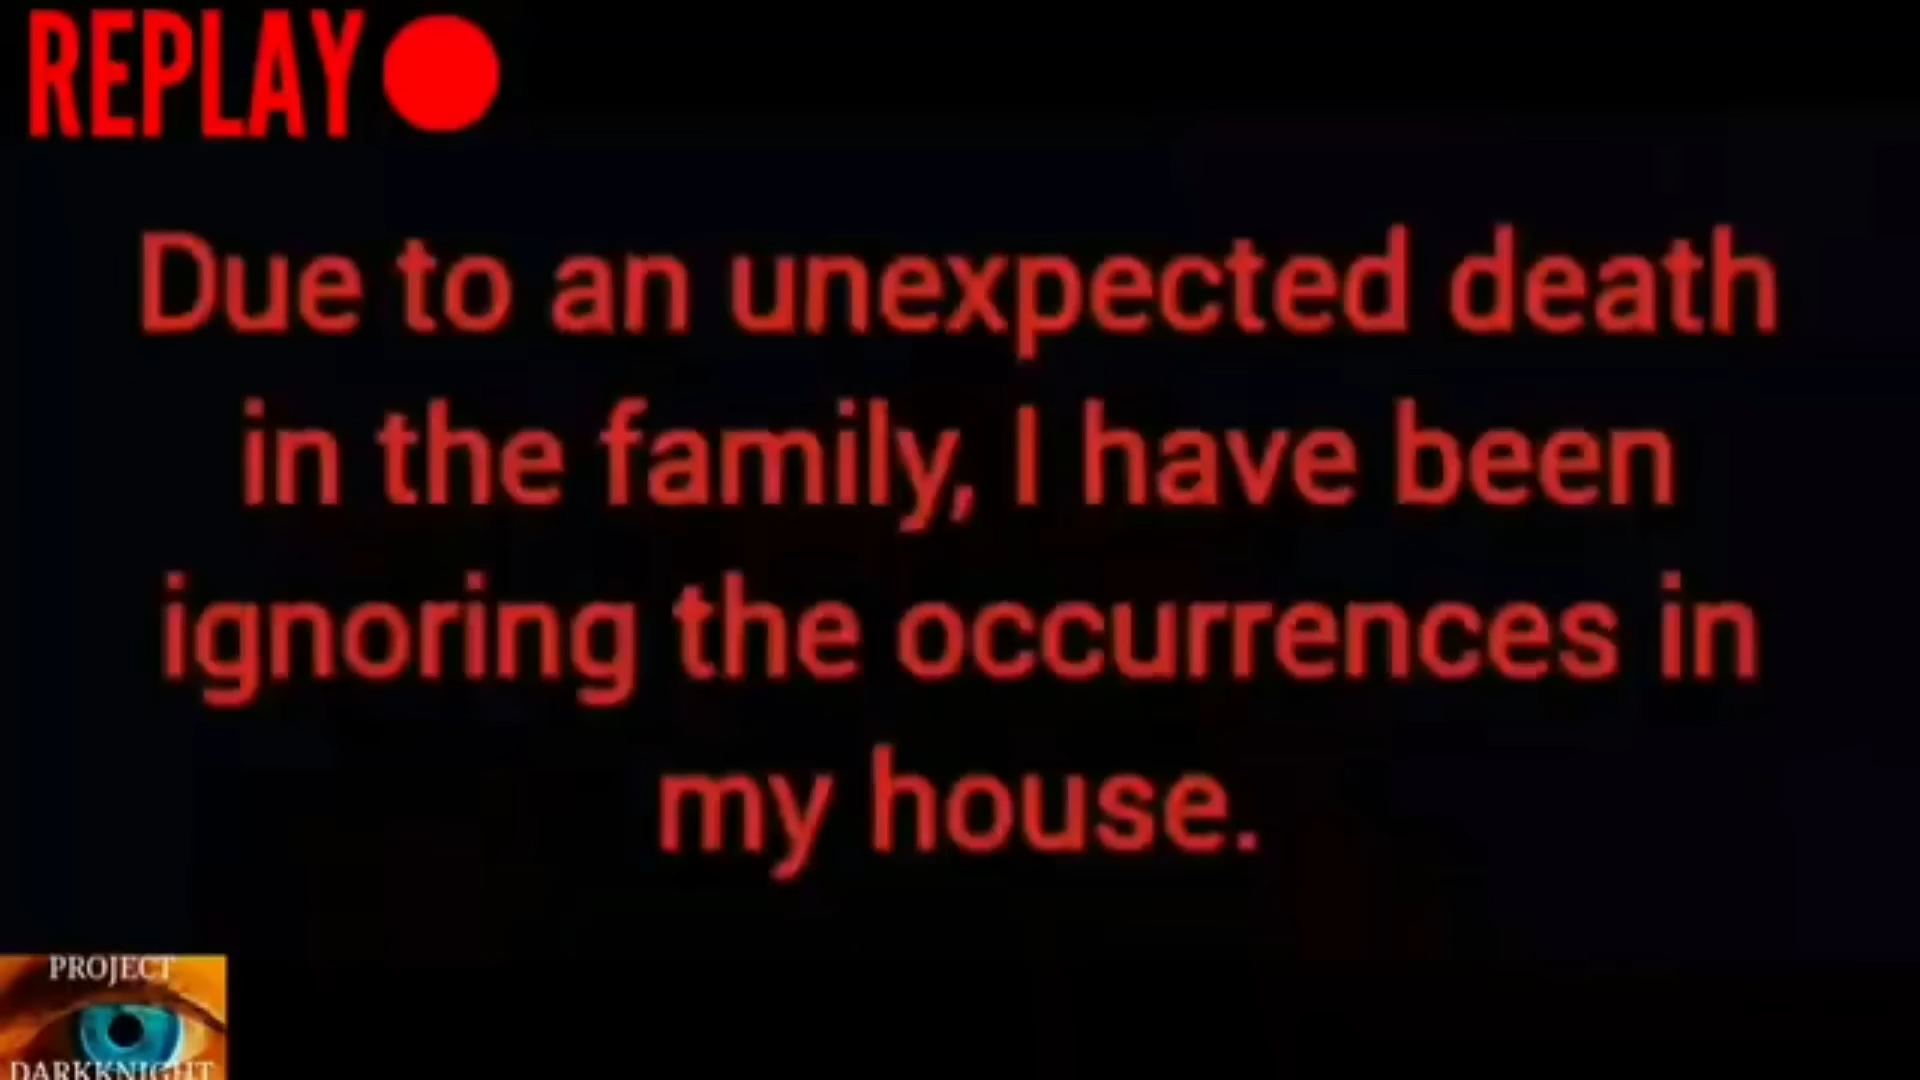 REPLAY
Due to an unexpected death
in the family, I have been
ignoring the occurrences in
my house.
PROJECT
DARKKNIGHT